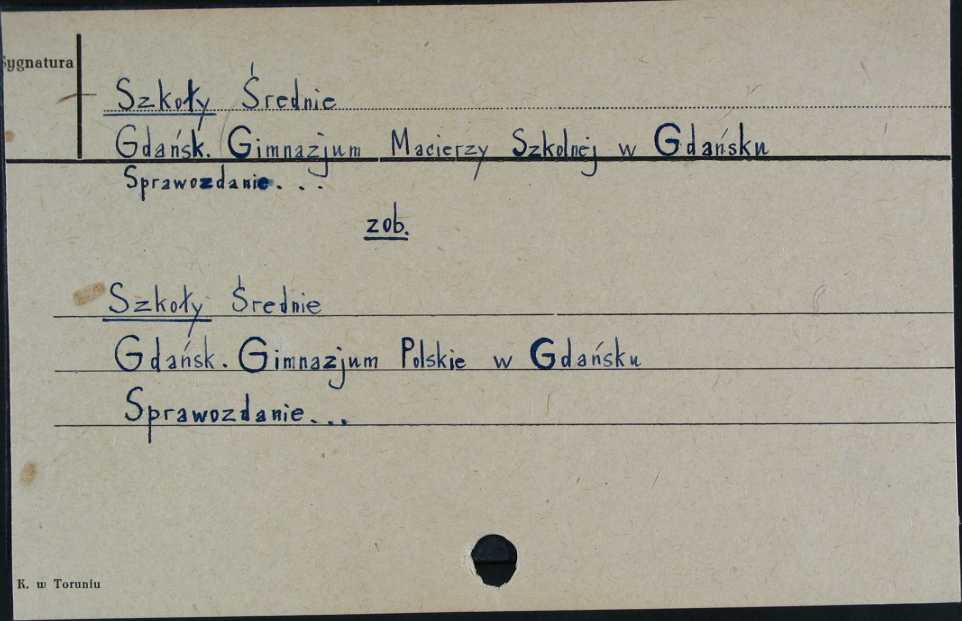 Sygnatura
Szkoły Średnie
Gdańsk. Gimnazjum Macierzy Szkolnej w Gdańsku
Sprawozdanie...
zob.
Szkoły Średnie
Gdańsk. Gimnazjum Polskie w Gdańsku
Sprawozdanie...
K. w Toruniu